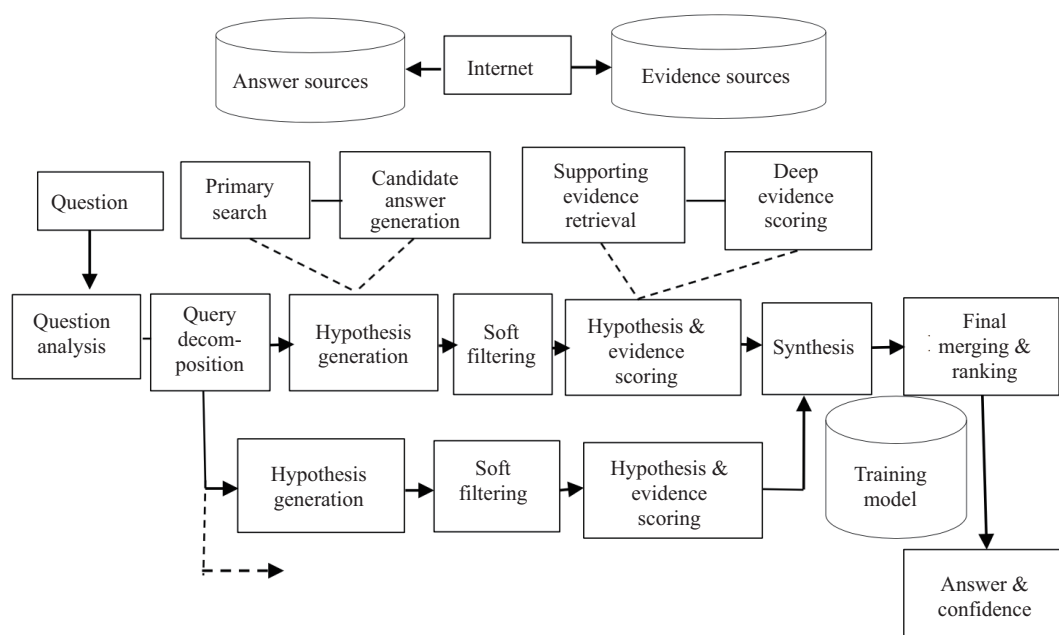 Answer sources
Internet
Evidence sources
Question
Primary
search
Candidate
answer
generation
Supporting
evidence
retrieval
Deep
evidence
scoring
Question
analysis
Query
decom-
position
Hypothesis
generation
Soft
filtering
Hypothesis &
evidence
scoring
Synthesis
Final
merging &
ranking
Hypothesis
generation
Soft
filtering
Hypothesis &
evidence
scoring
Training
model
Answer &
confidence